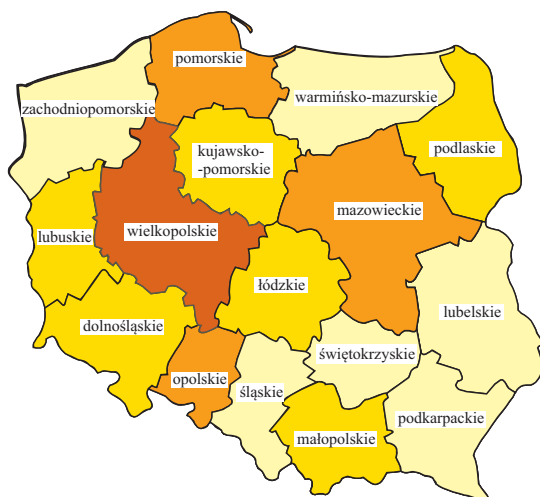 pomorskie
warmińsko-mazurskie
zachodniopomorskie
kujawsko-
-pomorskie
podlaskie
mazowieckie
wielkopolskie
lubuskie
łódzkie
lubelskie
dolnośląskie
świętokrzyskie
opolskie
śląskie
podkarpackie
małopolskie